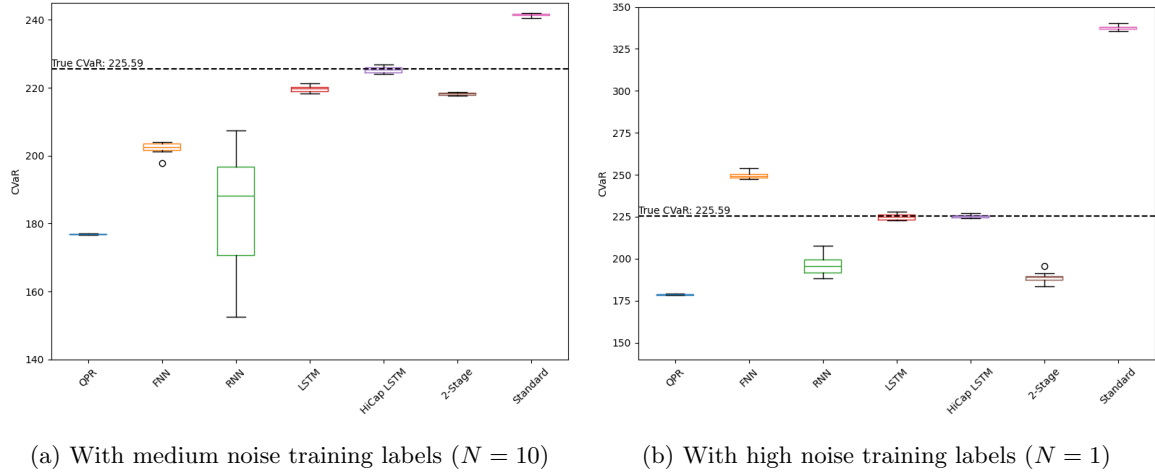 240
220
200
180
160
140
CVaR
True CVaR: 225.59
QPR
FNN
RNN
LSTM
HiCap LSTM
2-Stage
Standard
(a) With medium noise training labels (N = 10)
350
325
300
275
250
225
200
175
150
CVaR
True CVaR: 225.59
QPR
FNN
RNN
LSTM
HiCap LSTM
2-Stage
Standard
(b) With high noise training labels (N = 1)